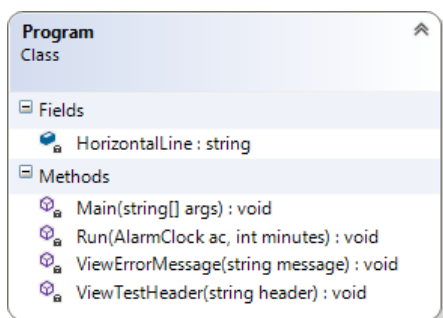 Program
Class
Fields
HorizontalLine : string
Methods
Main(string[] args) : void
Run(AlarmClock ac, int minutes) : void
ViewErrorMessage(string message) : void
ViewTestHeader(string header) : void